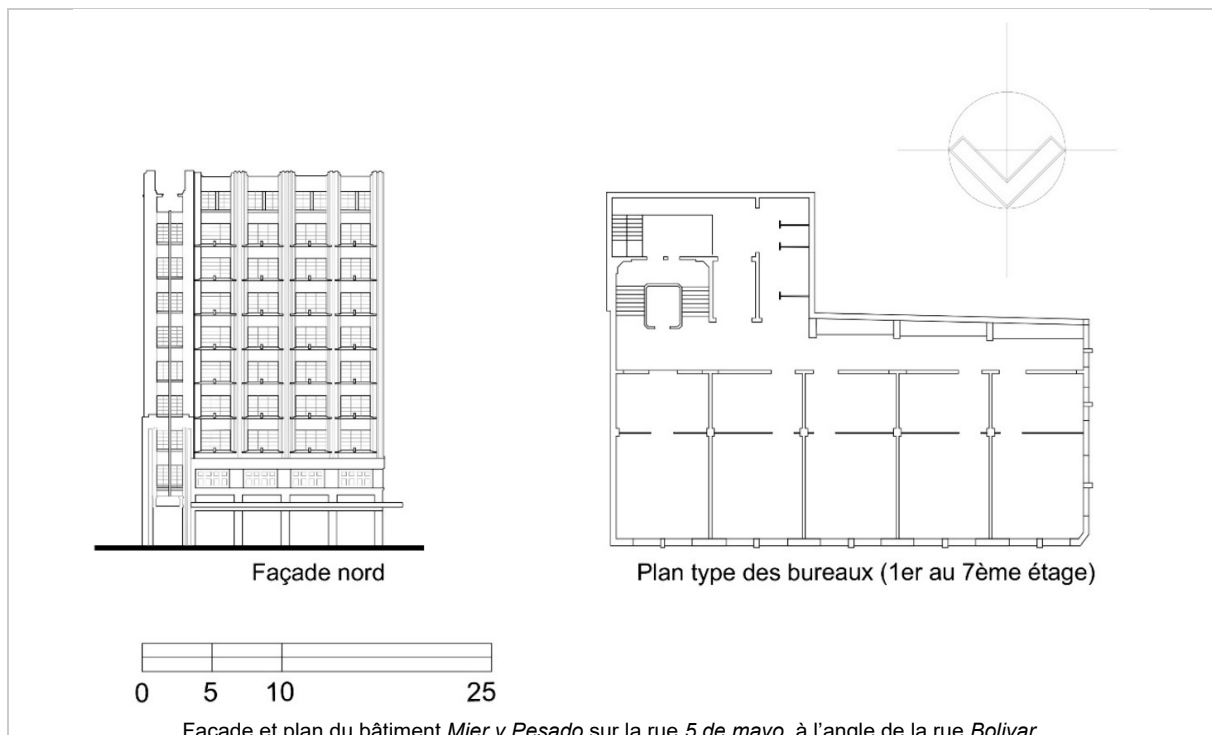 Façade nord
Plan type des bureaux (1er au 7ème étage)
0 5 10 25
Façade et plan du bâtiment Mier y Pesado sur la rue 5 de mayo, à l'angle de la rue Bolivar